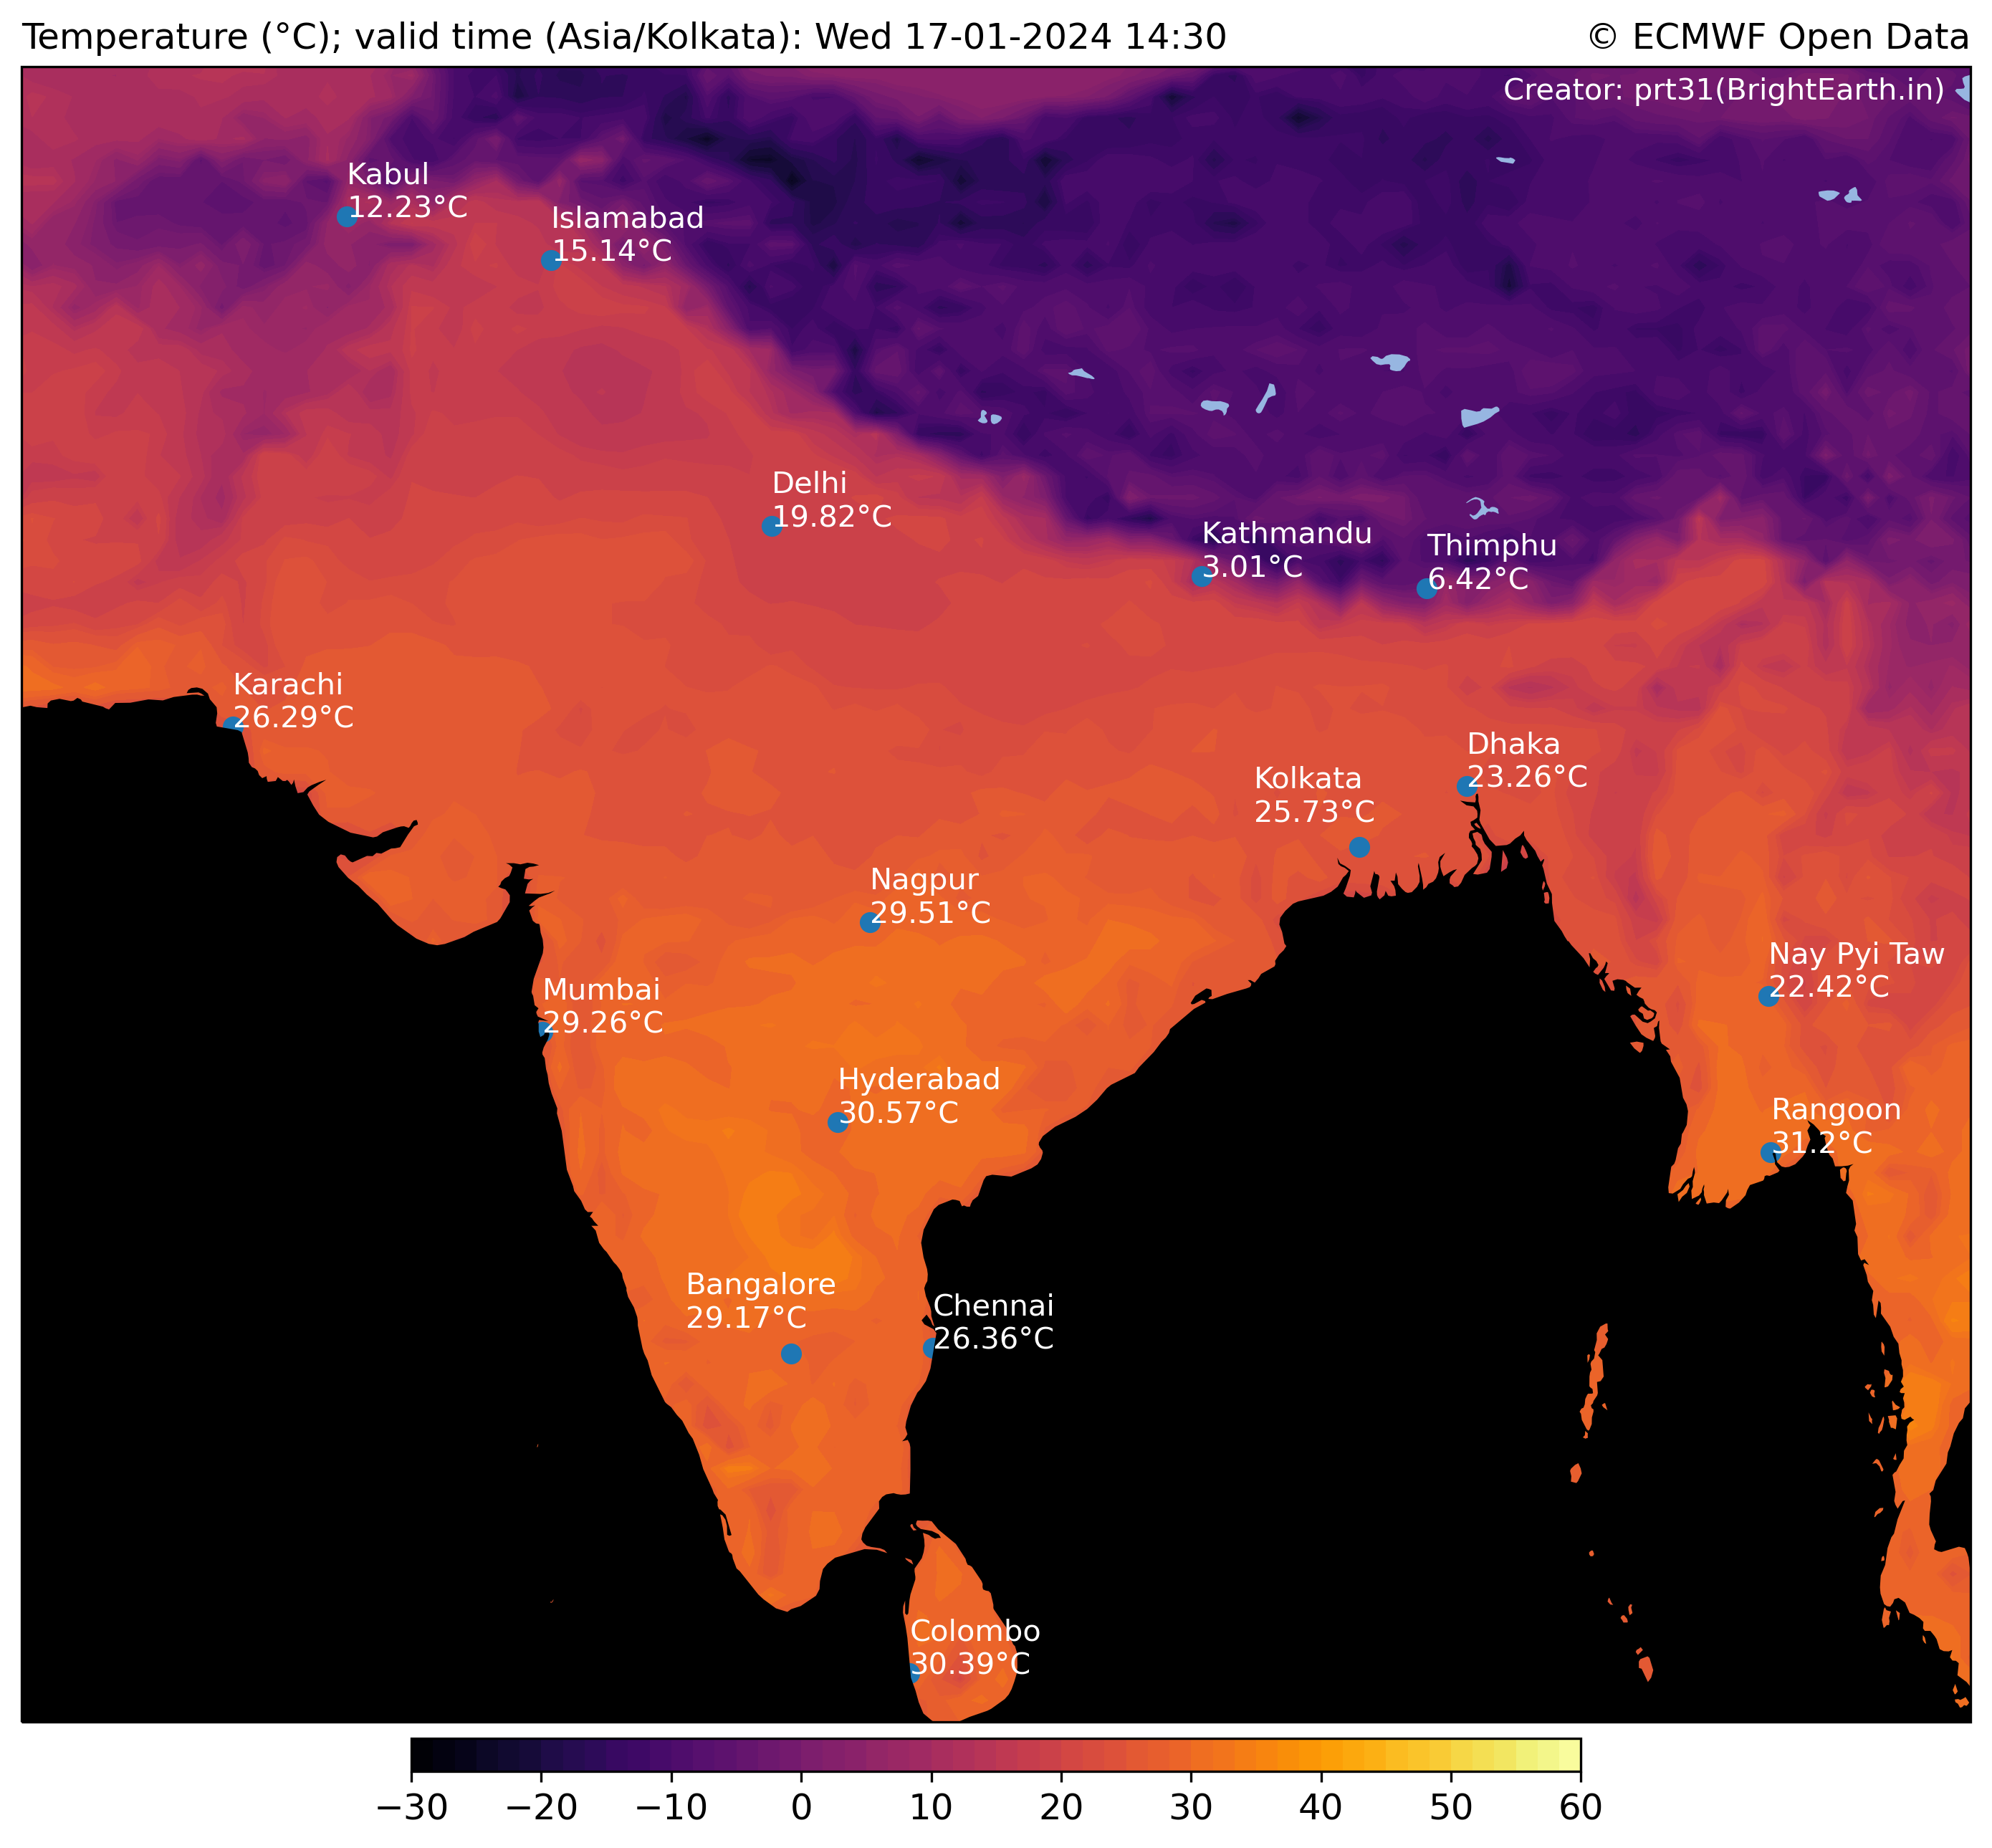 Temperature (°C); valid time (Asia/Kolkata): Wed 17-01-2024 14:30
© ECMWF Open Data
Creator: prt31(BrightEarth.in)
Kabul
12.23°C
Islamabad
15.14°C
Delhi
19.82°C
Kathmandu
3.01°C
Thimphu
6.42°C
Karachi
26.29°C
Dhaka
23.26°C
Kolkata
25.73°C
Nagpur
29.51°C
Nay Pyi Taw
22.42°C
Mumbai
29.26°C
Hyderabad
30.57°C
Rangoon
31.2°C
Bangalore
29.17°C
Chennai
26.36°C
Colombo
30.39°C
−30 −20 −10 0 10 20 30 40 50 60